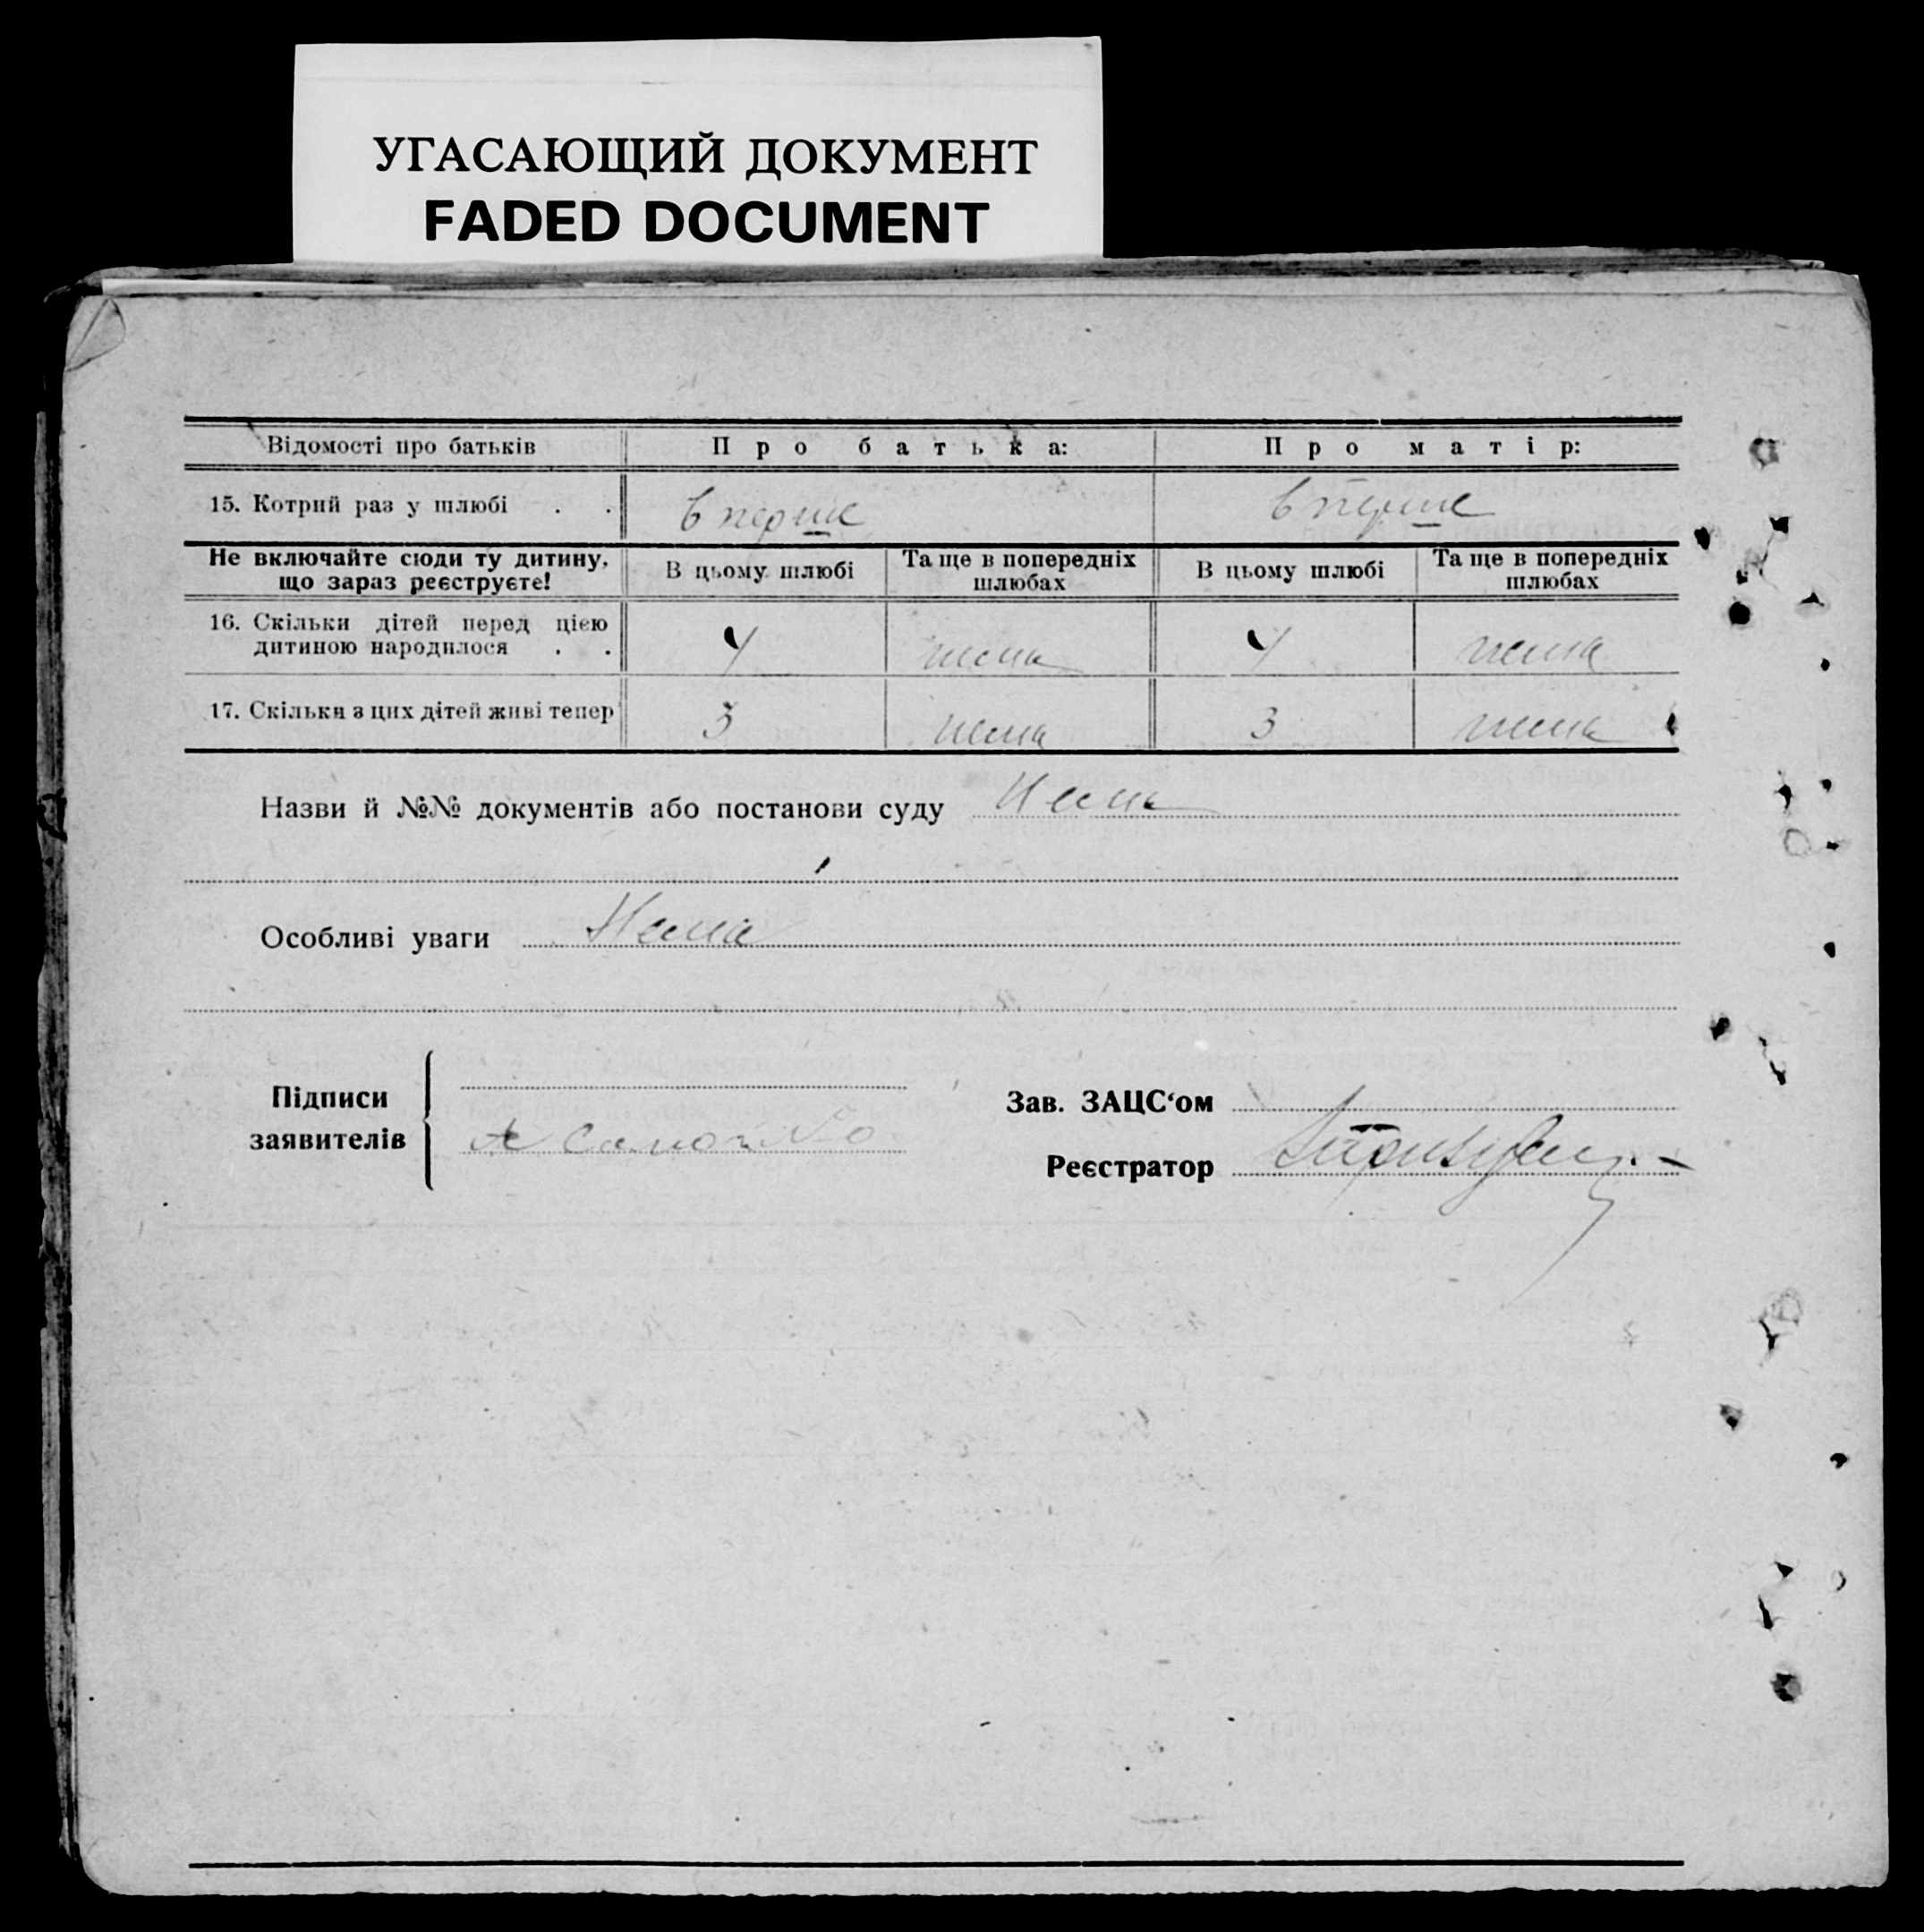 УГАСАЮЩИЙ ДОКУМЕНТ
FADED DOCUMENT
Відомості про батьків Про батька: Про матір:
15. Котрий раз у шлюбі . . вперше вперше
Не включайте сюди ту дитину, що зараз реєструєте! В цьому шлюбі Та ще в попередніх шлюбах В цьому шлюбі Та ще в попередніх шлюбах
16. Скільки дітей перед цією дитиною народилося . . 4 нема 4 нема
17. Скільки з цих дітей живі тепер 3 нема 3 нема
Назви й №№ документів або постанови суду Нема
Особливі уваги Нема
Підписи заявителів
Зав. ЗАЦС‘ом
Реєстратор